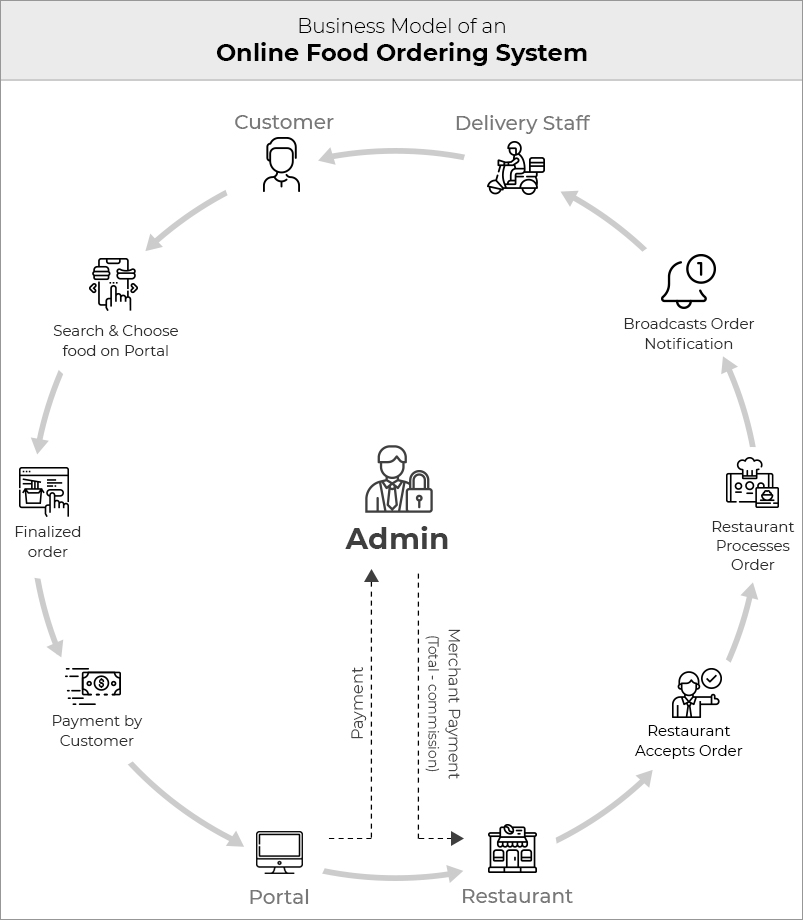 Business Model of an
Online Food Ordering System
Customer
Delivery Staff
Search & Choose
food on Portal
1
Broadcasts Order
Notification
Finalized
order
Admin
Restaurant
Processes
Order
Payment by
Customer
$
Payment
Merchant Payment
(Total - commission)
Restaurant
Accepts Order
Portal
Restaurant